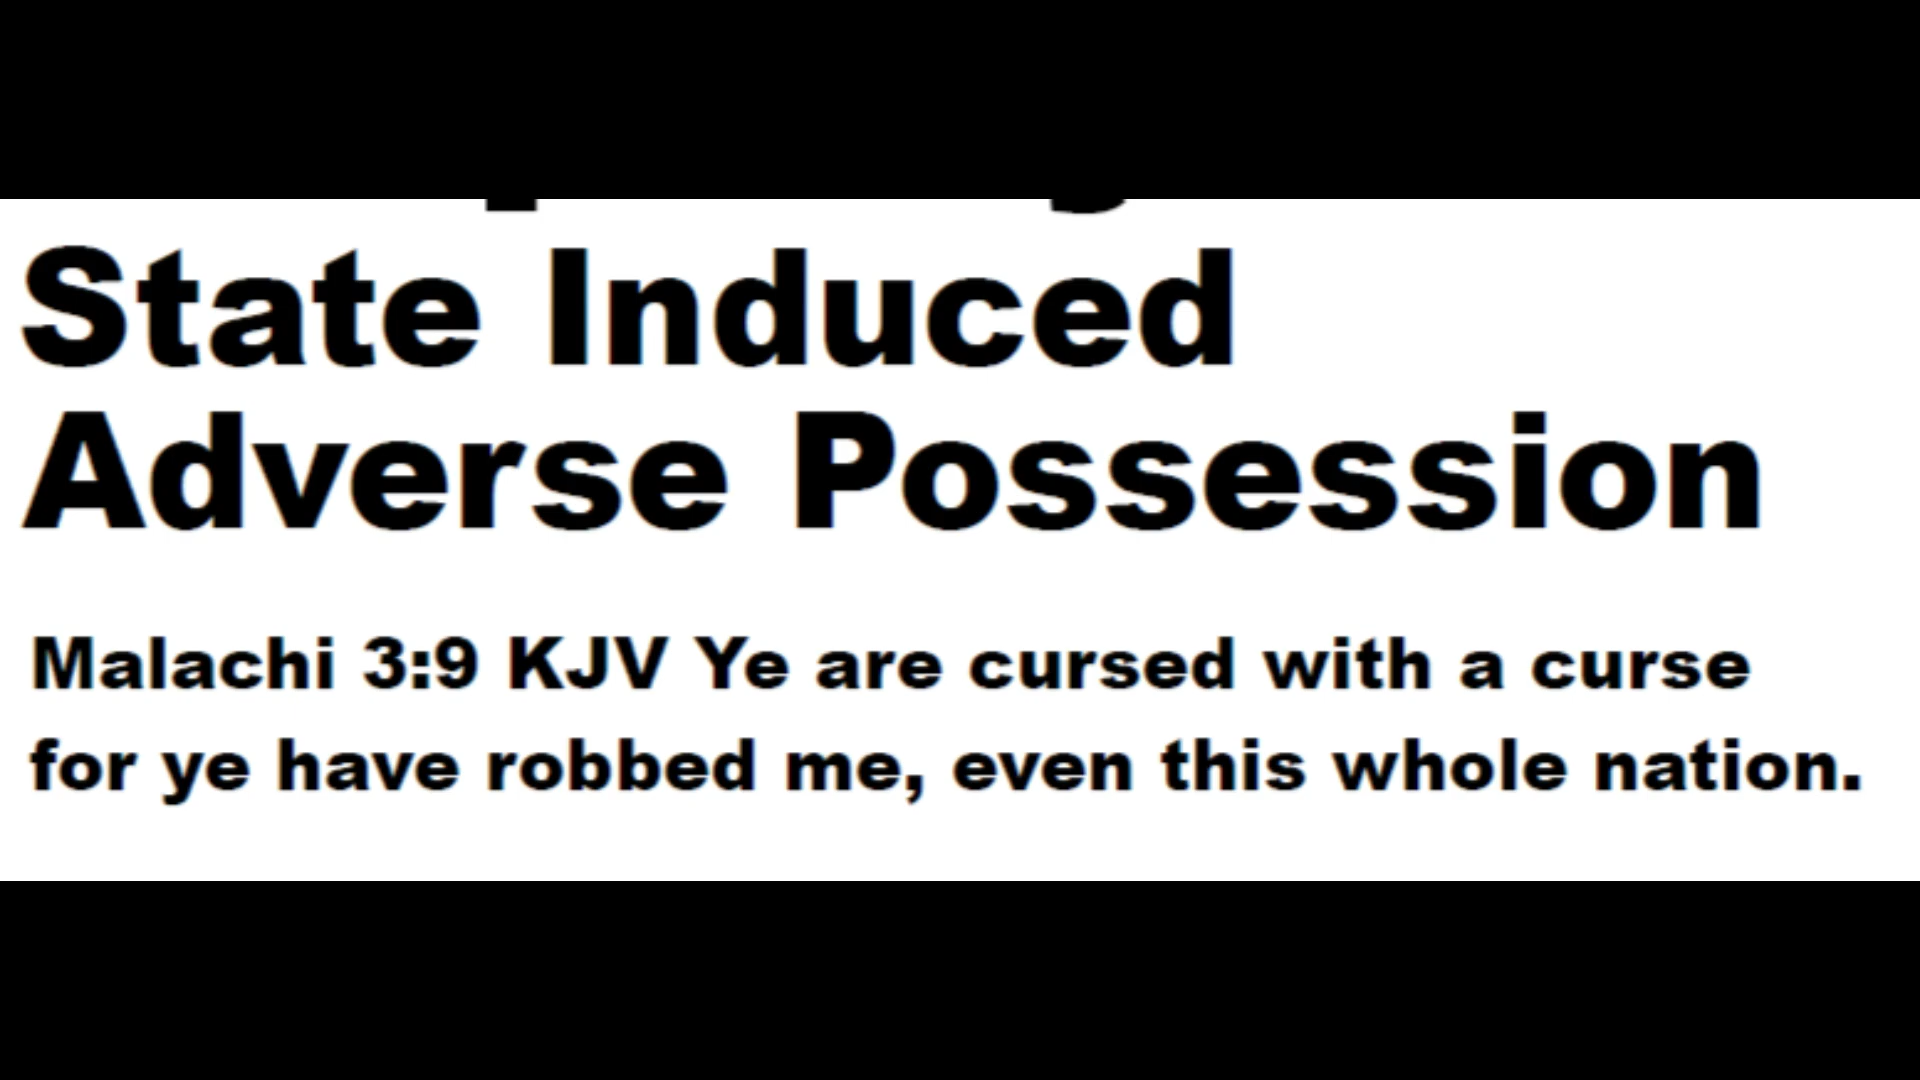 State Induced
Adverse Possession
Malachi 3:9 KJV Ye are cursed with a curse
for ye have robbed me, even this whole nation.